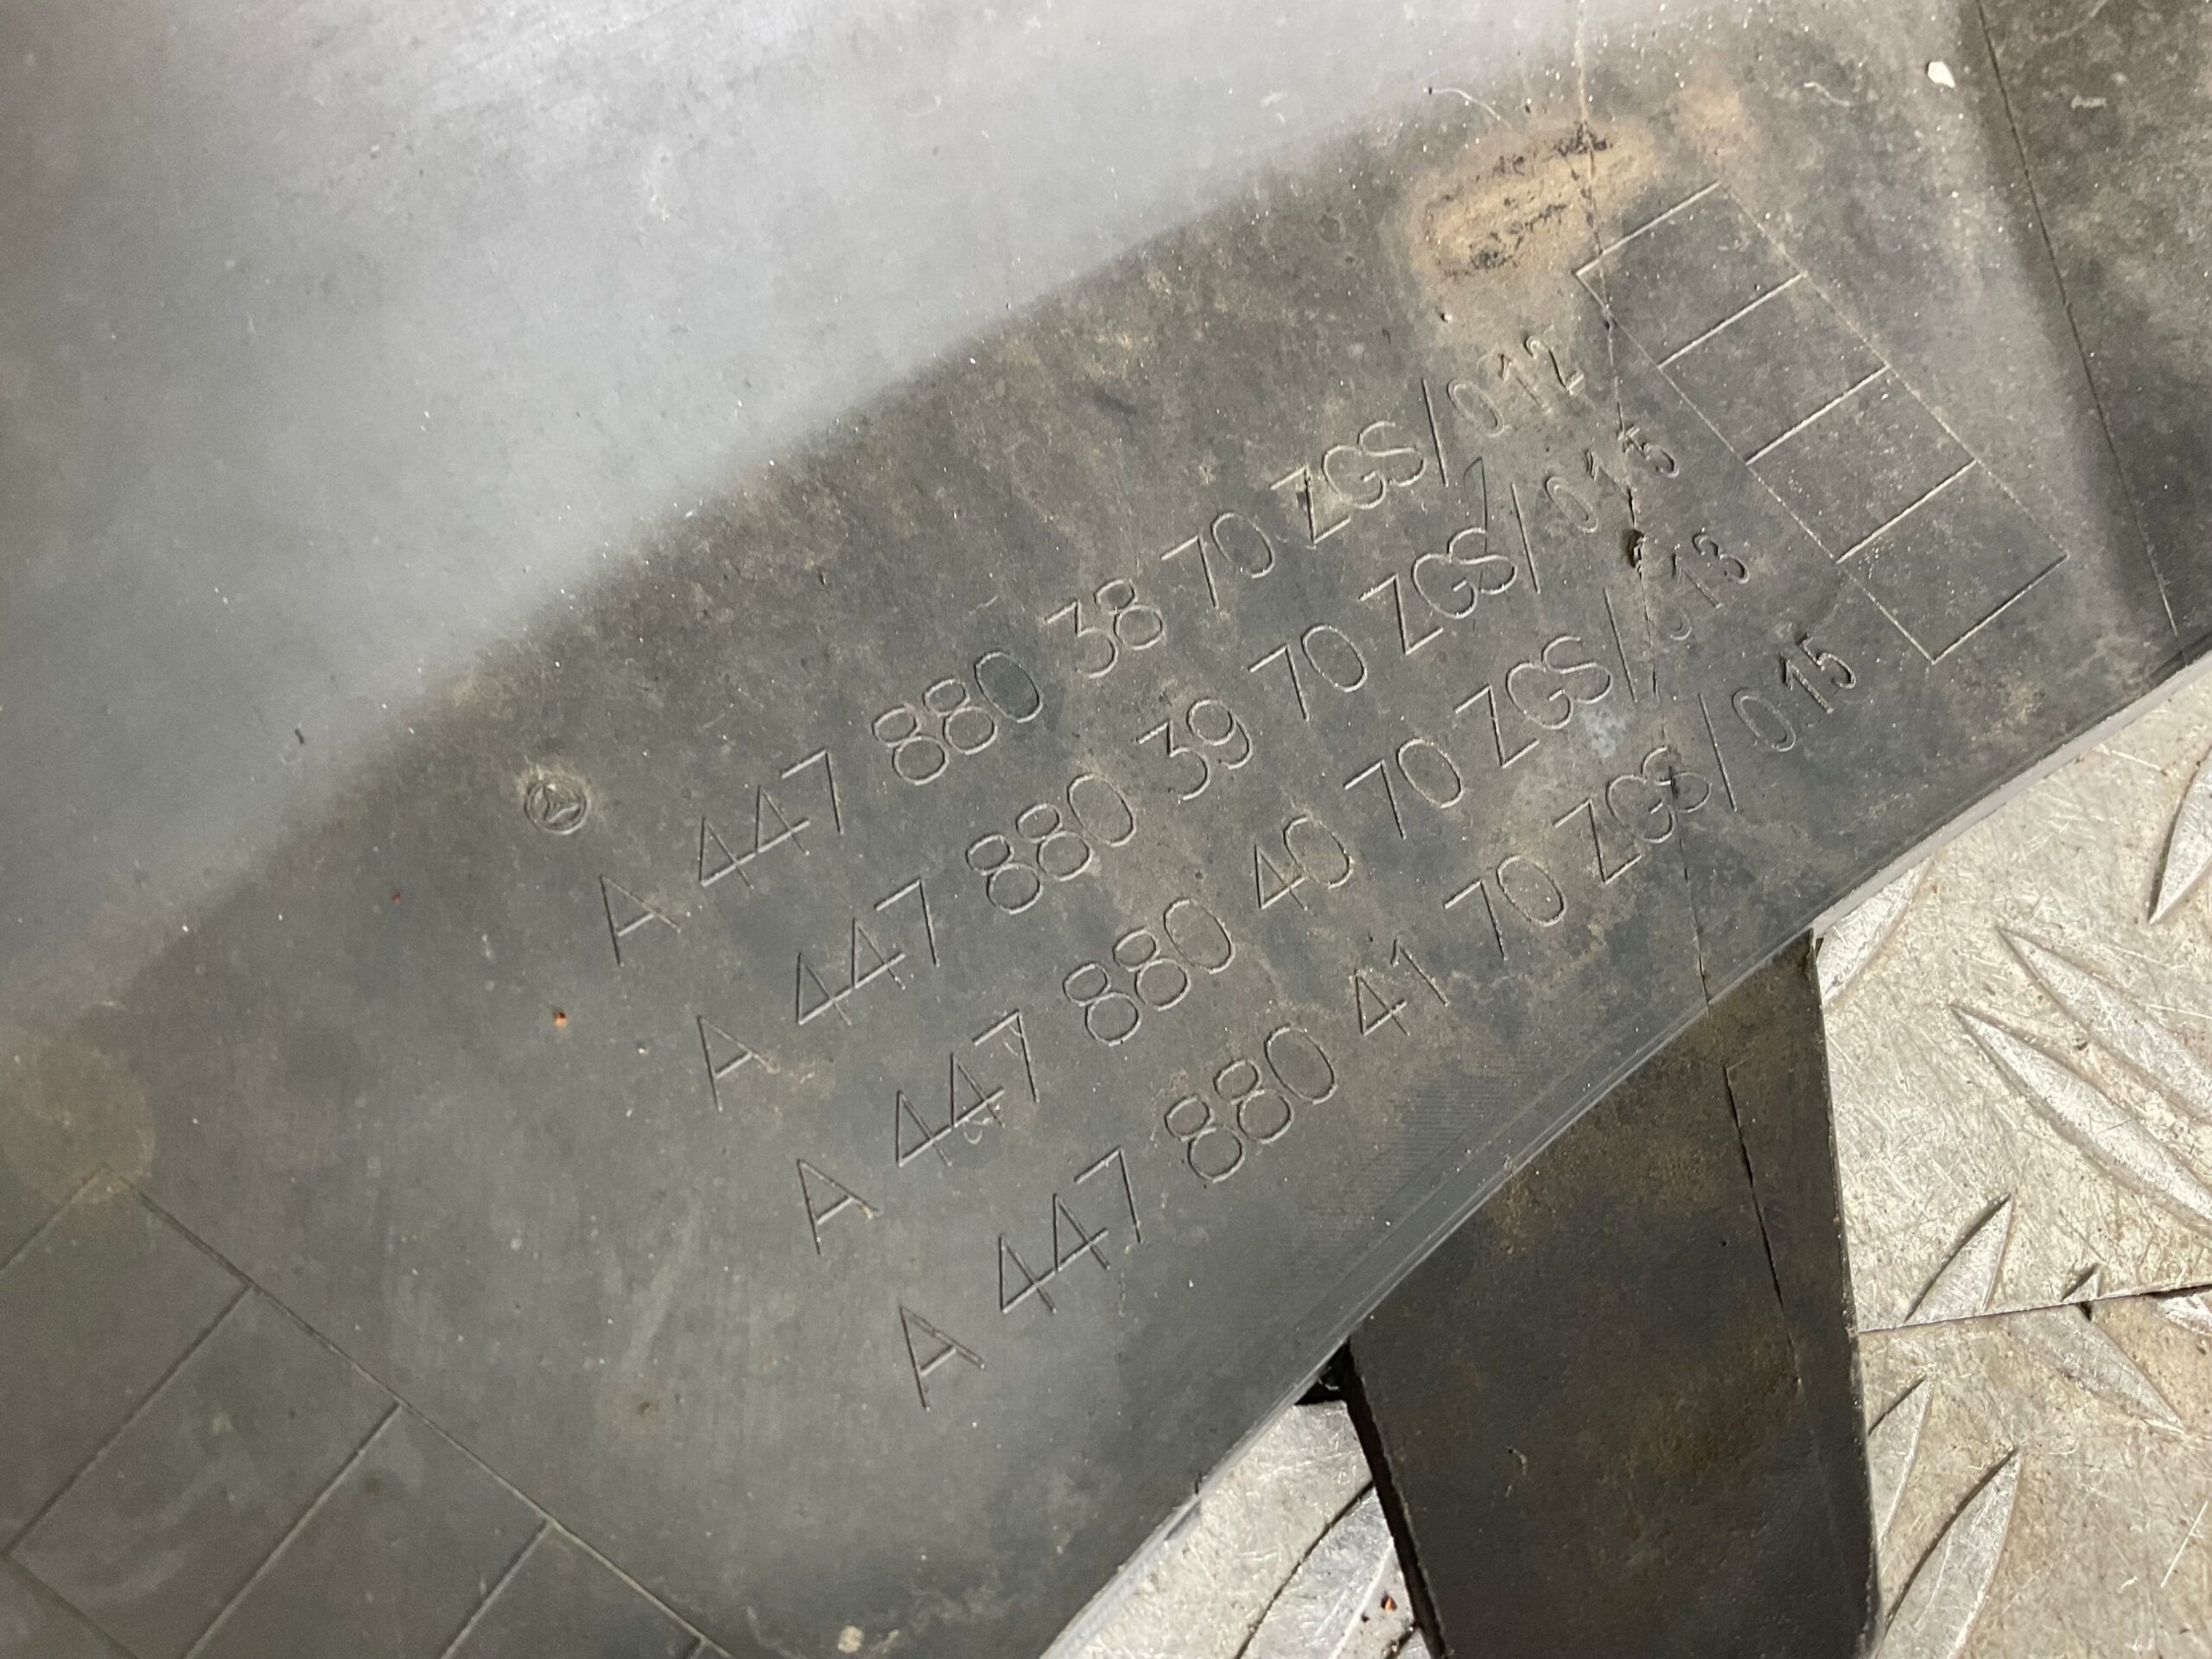 A 447 880 38 70 ZGS/ 012
A 447 880 39 70 ZGS/ 015
A 447 880 40 70 ZGS/ 013
A 447 880 41 70 ZGS/ 015